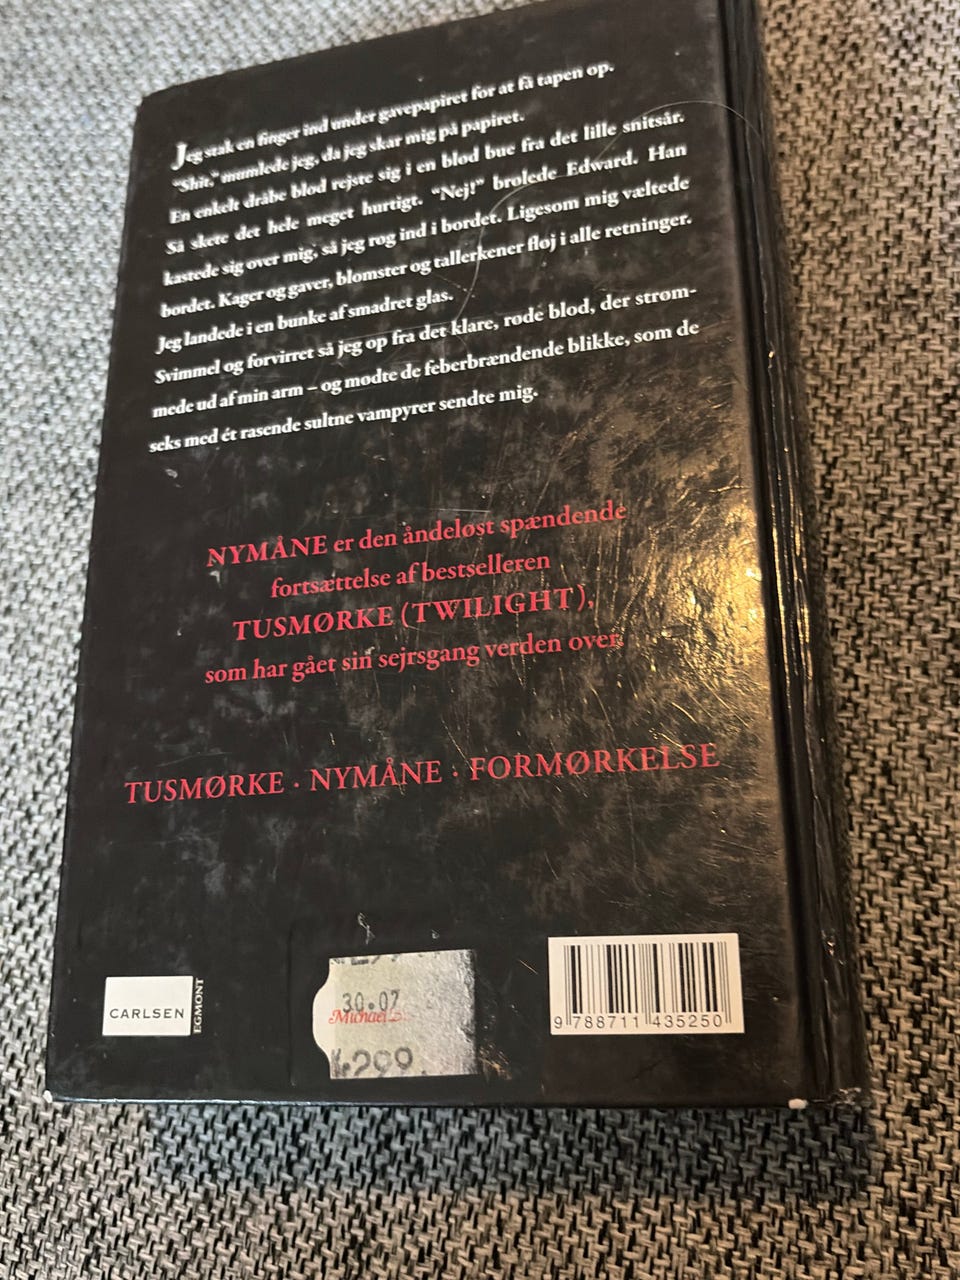 Jeg stak en finger ind under gavepapiret for at få tapen op.
“Shit,” mumlede jeg, da jeg skar mig på papiret.
En enkelt dråbe blod rejste sig i en blød bue fra det lille snitsår.
Så skete det hele meget hurtigt. “Nej!” brølede Edward. Han
kastede sig over mig, så jeg røg ind i bordet. Ligesom mig væltede
bordet. Kager og gaver, blomster og tallerkener fløj i alle retninger.
Jeg landede i en bunke af smadret glas.
Svimmel og forvirret så jeg op fra det klare, røde blod, der strøm-
mede ud af min arm – og mødte de feberbrændende blikke, som de
seks med ét rasende sultne vampyrer sendte mig.
NYMÅNE er den åndeløst spændende
fortsættelse af bestselleren
TUSMØRKE (TWILIGHT),
som har gået sin sejrsgang verden over.
TUSMØRKE · NYMÅNE · FORMØRKELSE
CARLSEN
EGMONT
30.07
Michael
299.
9 788711 435250